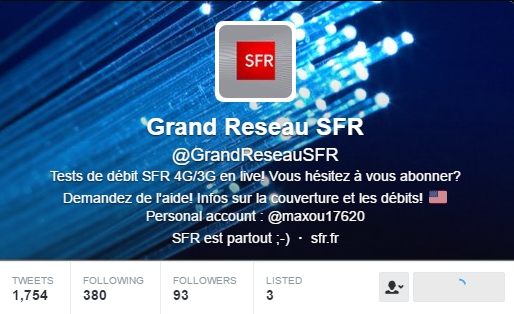 SFR
Grand Reseau SFR
@GrandReseauSFR
Tests de débit SFR 4G/3G en live! Vous hésitez à vous abonner?
Demandez de l'aide! Infos sur la couverture et les débits!
Personal account : @maxou17620
SFR est partout ;-) · sfr.fr
TWEETS FOLLOWING FOLLOWERS LISTED
1,754 380 93 3